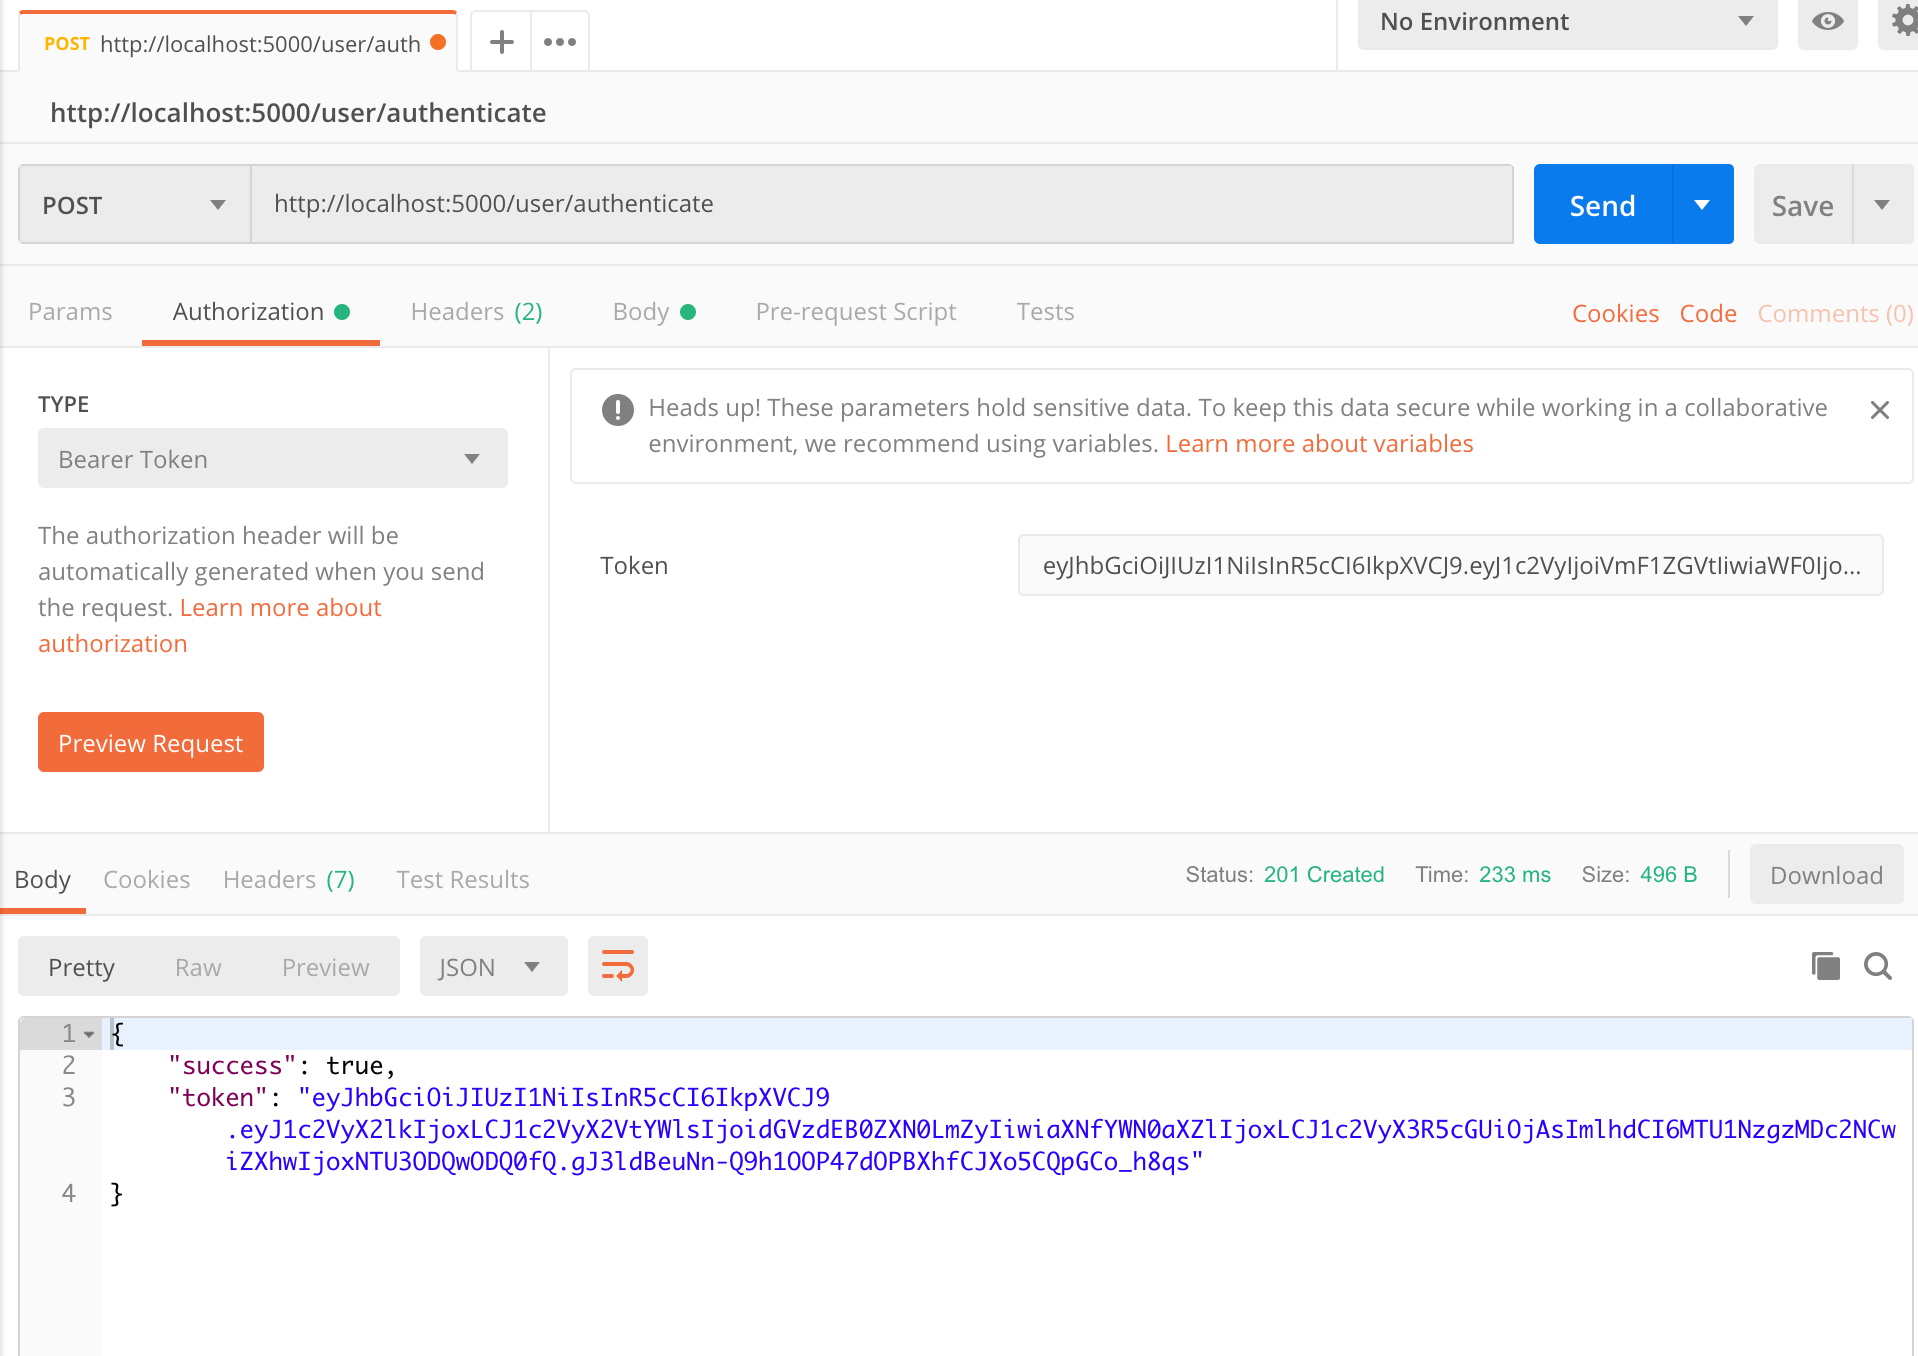 POST http://localhost:5000/user/auth
No Environment
http://localhost:5000/user/authenticate
POST http://localhost:5000/user/authenticate Send Save
Params Authorization Headers (2) Body Pre-request Script Tests Cookies Code Comments (0)
TYPE
Bearer Token
The authorization header will be
automatically generated when you send
the request. Learn more about
authorization
Preview Request
Heads up! These parameters hold sensitive data. To keep this data secure while working in a collaborative
environment, we recommend using variables. Learn more about variables
Token eyJhbGciOiJIUzI1NiIsInR5cCI6IkpXVCJ9.eyJ1c2VyIjoiVmF1ZGVtIiwiaWF0Ijo...
Body Cookies Headers (7) Test Results Status: 201 Created Time: 233 ms Size: 496 B Download
Pretty Raw Preview JSON
1 {
2 "success": true,
3 "token": "eyJhbGciOiJIUzI1NiIsInR5cCI6IkpXVCJ9
.eyJ1c2VyX2lkIjoxLCJ1c2VyX2VtYWlsIjoidGVzdEB0ZXN0LmZyIiwiaXNfYWN0aXZlIjoxLCJ1c2VyX3R5cGUiOjAsImlhdCI6MTU1NzgzMDc2NCw
iZXhwIjoxNTU3ODQwODQ0fQ.gJ3ldBeuNn-Q9h1OOP47dOPBXhfCJXo5CQpGCo_h8qs"
4 }